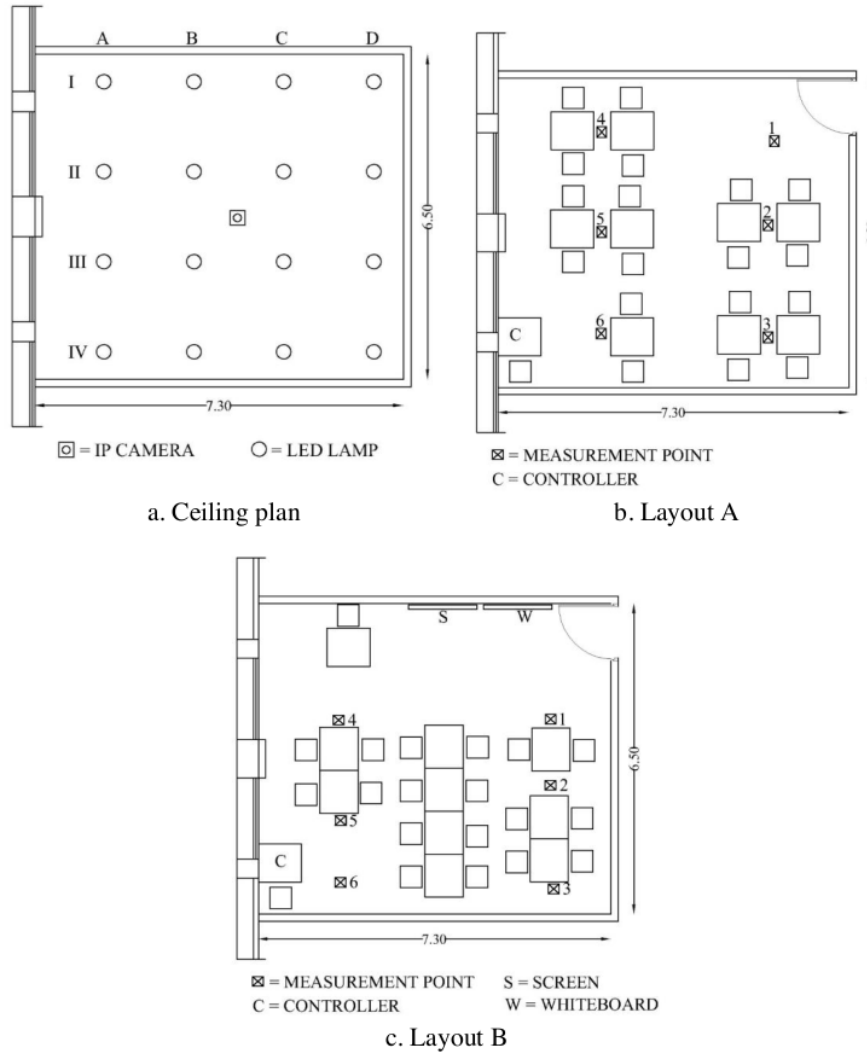 A B C D
I
II
III
IV
6.50
7.30
= IP CAMERA = LED LAMP
a. Ceiling plan
4 1
5 2
6 3
C
7.30
= MEASUREMENT POINT
C = CONTROLLER
b. Layout A
S W
4 1
2
5
C
6 3
6.50
7.30
= MEASUREMENT POINT S = SCREEN
C = CONTROLLER W = WHITEBOARD
c. Layout B